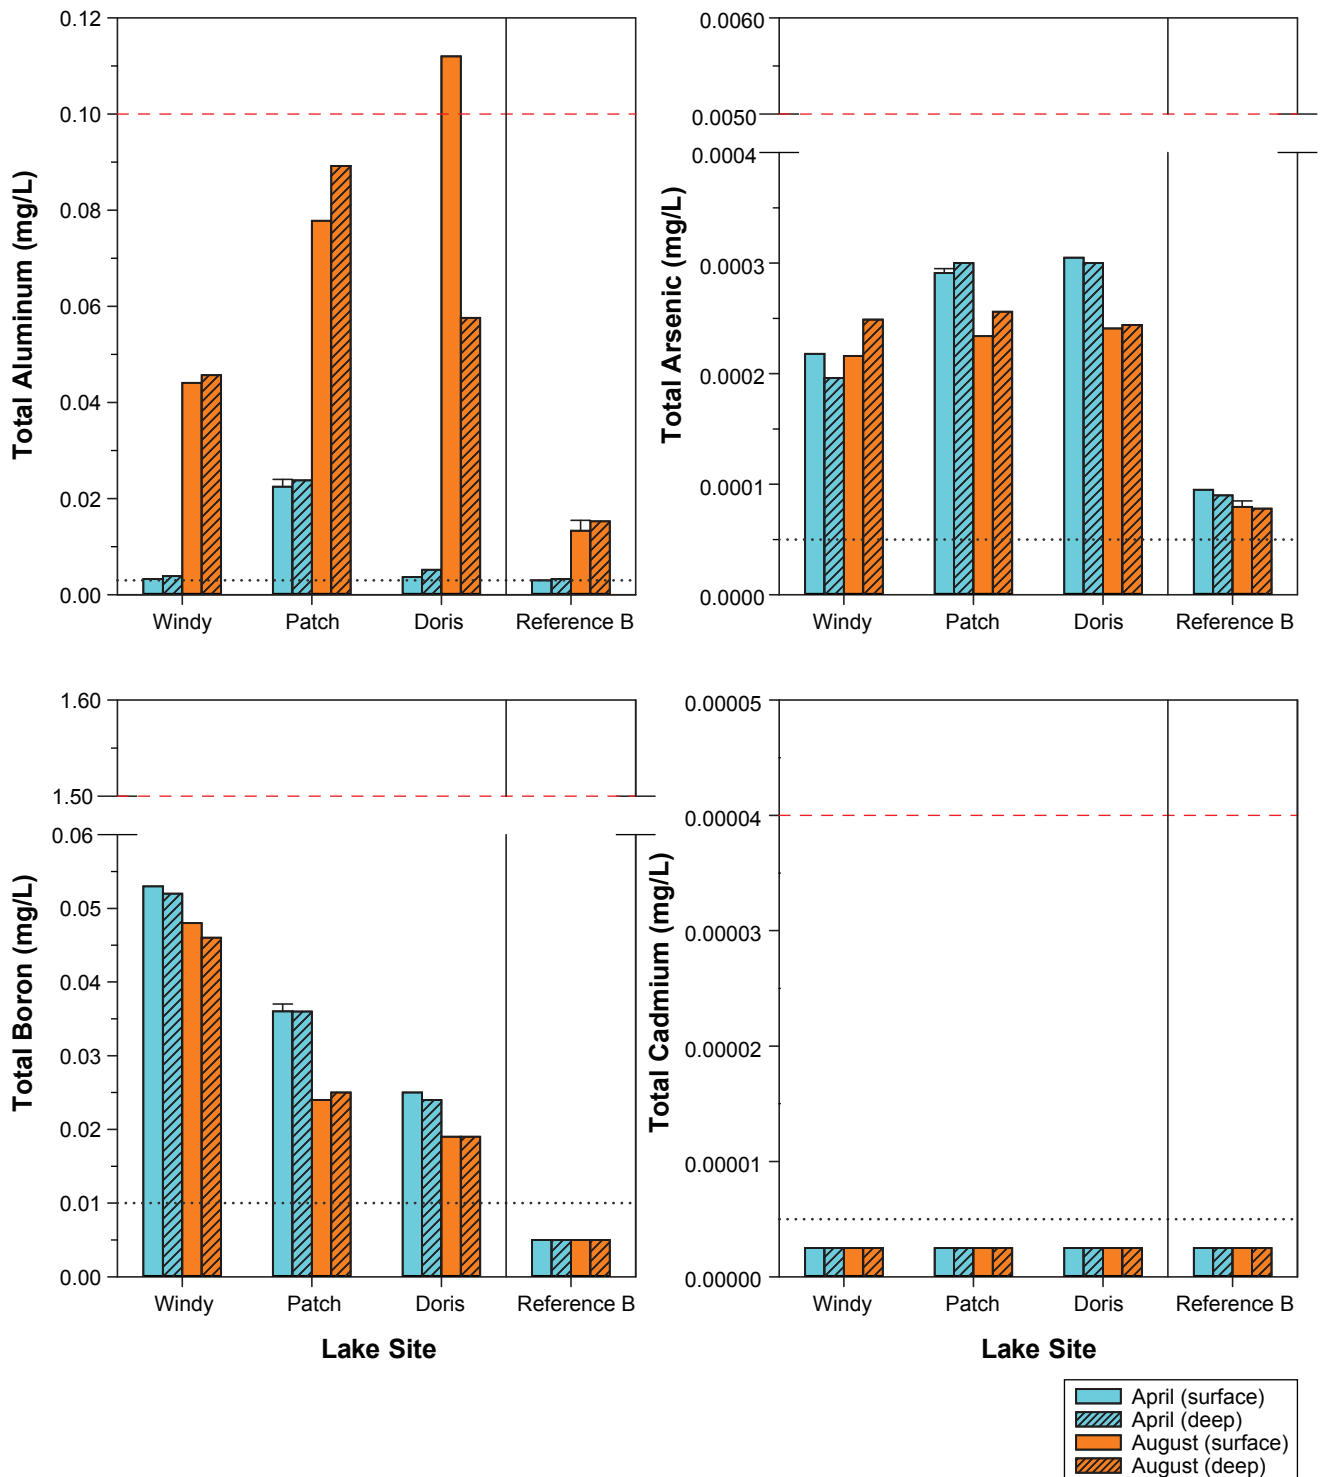 0.12
0.10
0.08
0.06
0.04
0.02
0.00
Total Aluminum (mg/L)
Windy Patch Doris Reference B
0.0060
0.0050
0.0004
0.0003
0.0002
0.0001
0.0000
Total Arsenic (mg/L)
Windy Patch Doris Reference B
1.60
1.50
0.06
0.05
0.04
0.03
0.02
0.01
0.00
Total Boron (mg/L)
Windy Patch Doris Reference B
Lake Site
0.00005
0.00004
0.00003
0.00002
0.00001
0.00000
Total Cadmium (mg/L)
Windy Patch Doris Reference B
Lake Site
April (surface)
April (deep)
August (surface)
August (deep)